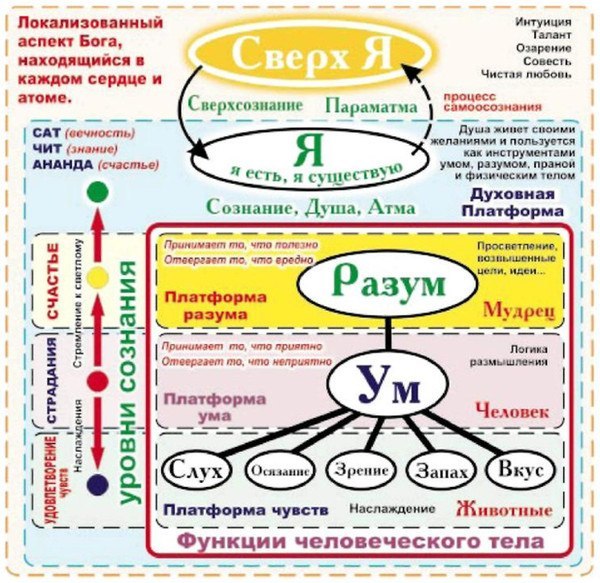 Локализованный
аспект Бога,
находящийся в
каждом сердце и
атоме.
Сверх Я
Интуиция
Талант
Озарение
Совесть
Чистая любовь
Сверхсознание
Параматма
процесс
самоосознания
САТ (вечность)
ЧИТ (знание)
АНАНДА (счастье)
Я
я есть, я существую
Сознание, Душа, Атма
Душа живет своими
желаниями и пользуется
как инструментами
умом, разумом, праной
и физическим телом
Духовная
Платформа
СЧАСТЬЕ
Стремление к светлому
уровни сознания
Принимает то, что полезно
Отвергает то, что вредно
Платформа
разума
Разум
Просветление,
возвышенные
цели, идеи...
Мудрец
СТРАДАНИЯ
Принимает то, что приятно
Отвергает то, что неприятно
Платформа
ума
Ум
Логика
размышления
Человек
УДОВЛЕТВОРЕНИЕ
чувств
Наслаждения
Слух
Осязание
Зрение
Запах
Вкус
Платформа чувств
Наслаждение
Животные
Функции человеческого тела